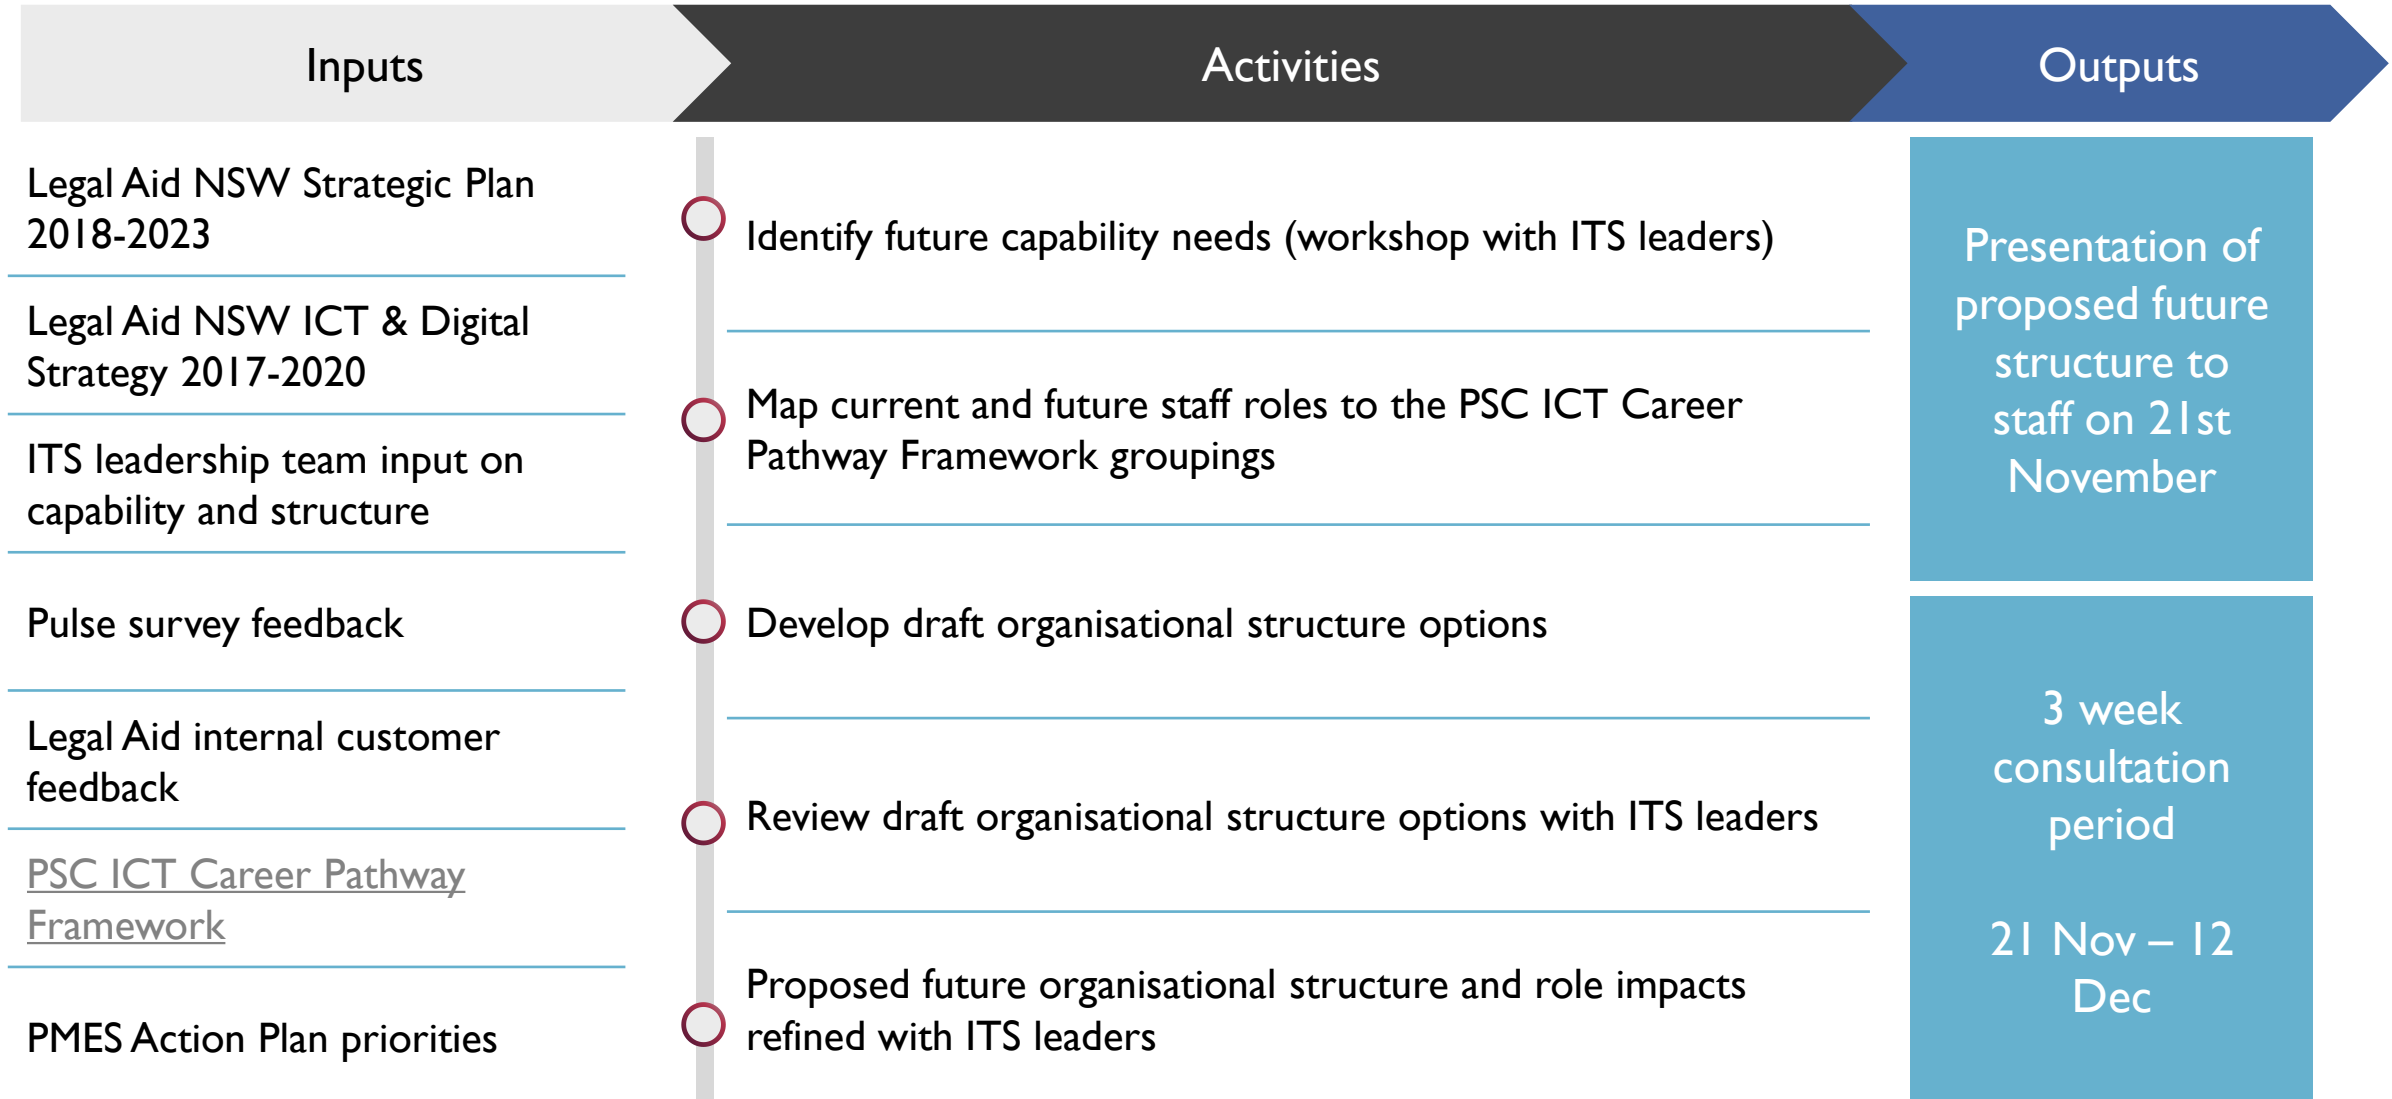 Inputs
Activities
Outputs
Legal Aid NSW Strategic Plan
2018-2023
Legal Aid NSW ICT & Digital
Strategy 2017-2020
ITS leadership team input on
capability and structure
Pulse survey feedback
Legal Aid internal customer
feedback
PSC ICT Career Pathway
Framework
PMES Action Plan priorities
Identify future capability needs (workshop with ITS leaders)
Map current and future staff roles to the PSC ICT Career
Pathway Framework groupings
Develop draft organisational structure options
Review draft organisational structure options with ITS leaders
Proposed future organisational structure and role impacts
refined with ITS leaders
Presentation of
proposed future
structure to
staff on 21st
November
3 week
consultation
period
21 Nov – 12
Dec